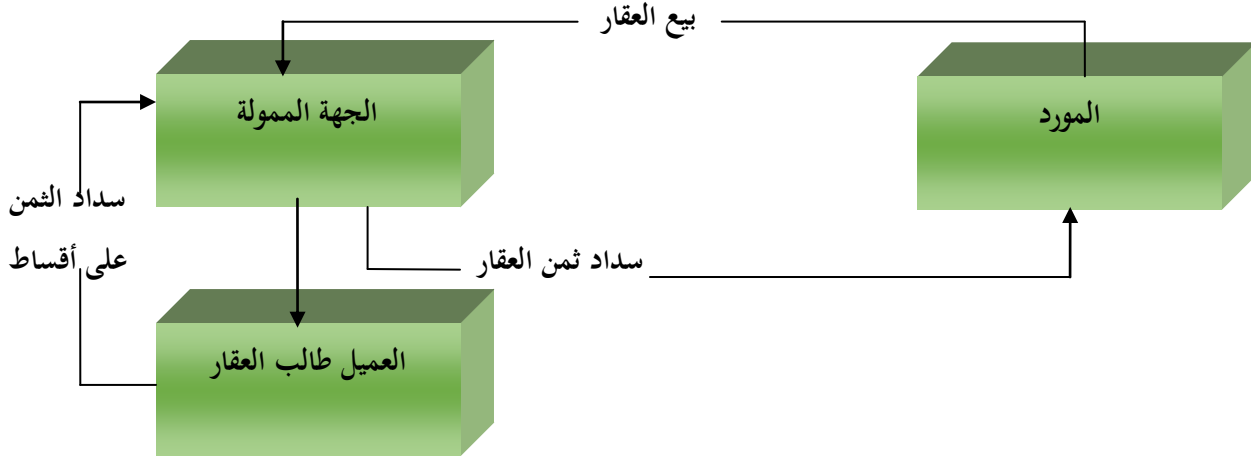 بيع العقار
المورد
الجهة الممولة
سداد الثمن
على أقساط
سداد ثمن العقار
العميل طالب العقار